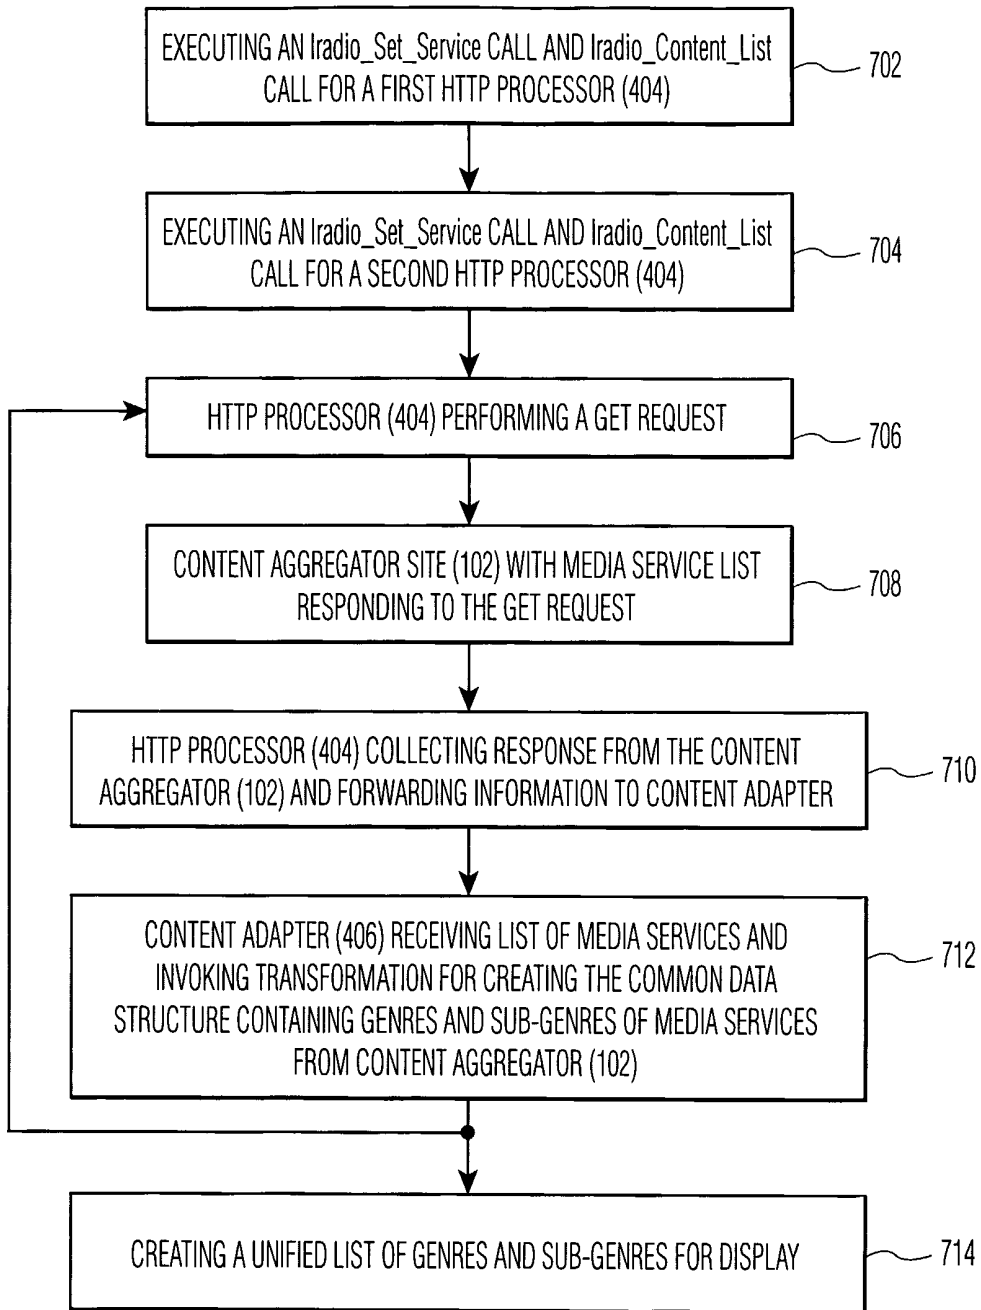 EXECUTING AN Iradio_Set_Service CALL AND Iradio_Content_List
CALL FOR A FIRST HTTP PROCESSOR (404)
702
EXECUTING AN Iradio_Set_Service CALL AND Iradio_Content_List
CALL FOR A SECOND HTTP PROCESSOR (404)
704
HTTP PROCESSOR (404) PERFORMING A GET REQUEST
706
CONTENT AGGREGATOR SITE (102) WITH MEDIA SERVICE LIST
RESPONDING TO THE GET REQUEST
708
HTTP PROCESSOR (404) COLLECTING RESPONSE FROM THE CONTENT
AGGREGATOR (102) AND FORWARDING INFORMATION TO CONTENT ADAPTER
710
CONTENT ADAPTER (406) RECEIVING LIST OF MEDIA SERVICES AND
INVOKING TRANSFORMATION FOR CREATING THE COMMON DATA
STRUCTURE CONTAINING GENRES AND SUB-GENRES OF MEDIA SERVICES
FROM CONTENT AGGREGATOR (102)
712
CREATING A UNIFIED LIST OF GENRES AND SUB-GENRES FOR DISPLAY
714